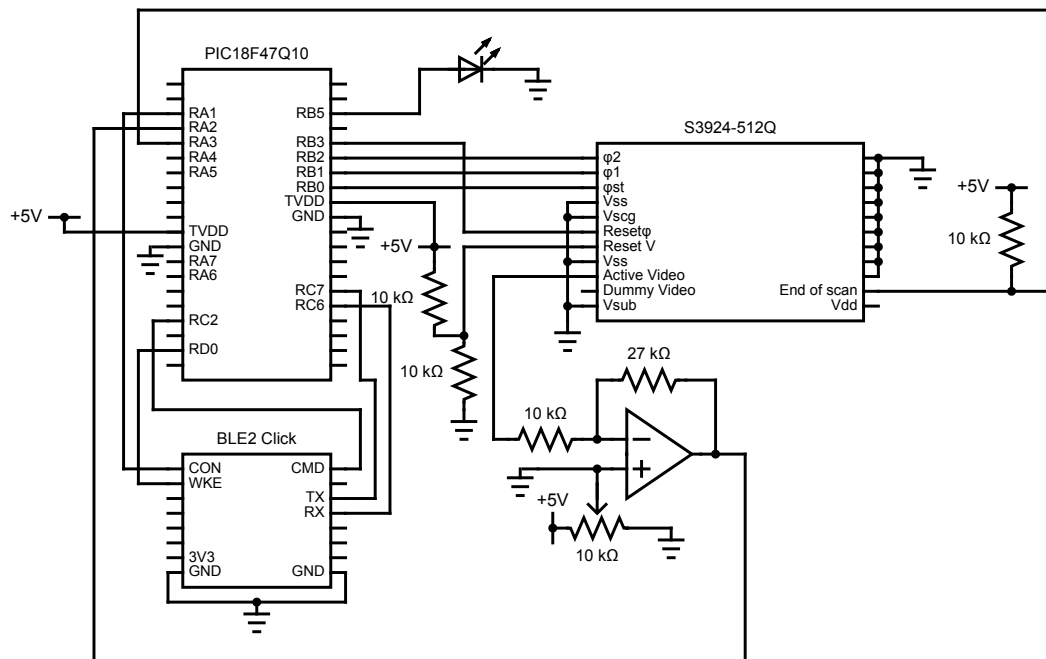 PIC18F47Q10
RA1
RA2
RA3
RA4
RA5
TVDD
GND
RA7
RA6
RC2
RD0
RB5
RB3
RB2
RB1
RB0
TVDD
GND
RC7
RC6
+5V
+5V
10 kΩ
10 kΩ
S3924-512Q
φ2
φ1
φst
Vss
Vscg
Resetφ
Reset V
Vss
Active Video
Dummy Video
Vsub
End of scan
Vdd
+5V
10 kΩ
27 kΩ
10 kΩ
+5V
10 kΩ
BLE2 Click
CON
WKE
3V3
GND
CMD
TX
RX
GND